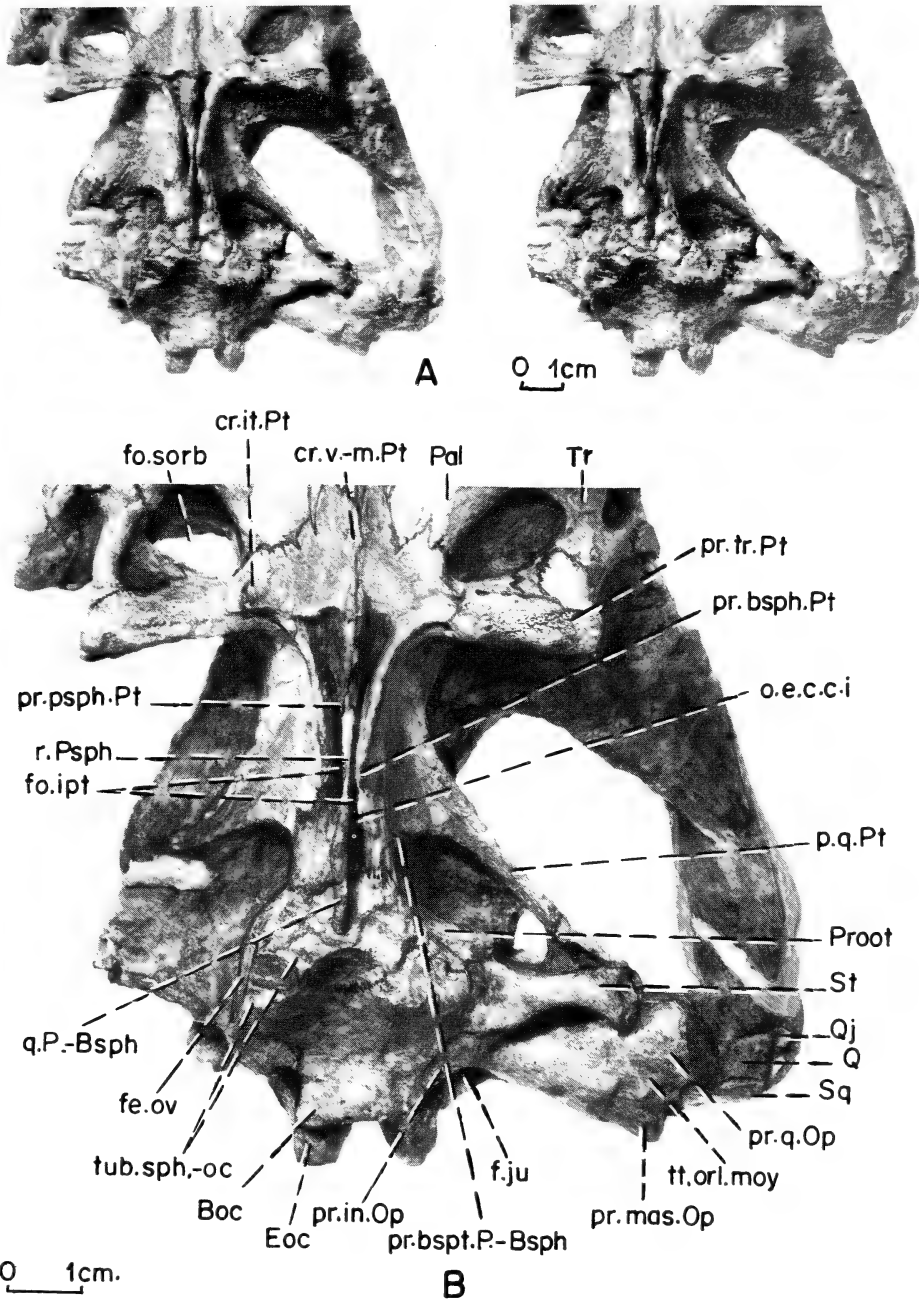 A
0 1cm
cr.it.Pt
fo.sorb
cr.v.-m.Pt
Pal
Tr
pr.tr.Pt
pr.bsph.Pt
o.e.c.c.i
pr.psph.Pt
r.Psph
fo.ipt
p.q.Pt
Proot
St
q.P.-Bsph
Qj
Q
Sq
fe.ov
pr.q.Op
tub.sph.-oc
f.ju
tt.orl.moy
Boc
pr.in.Op
pr.mas.Op
Eoc
pr.bspt.P.-Bsph
0 1cm.
B